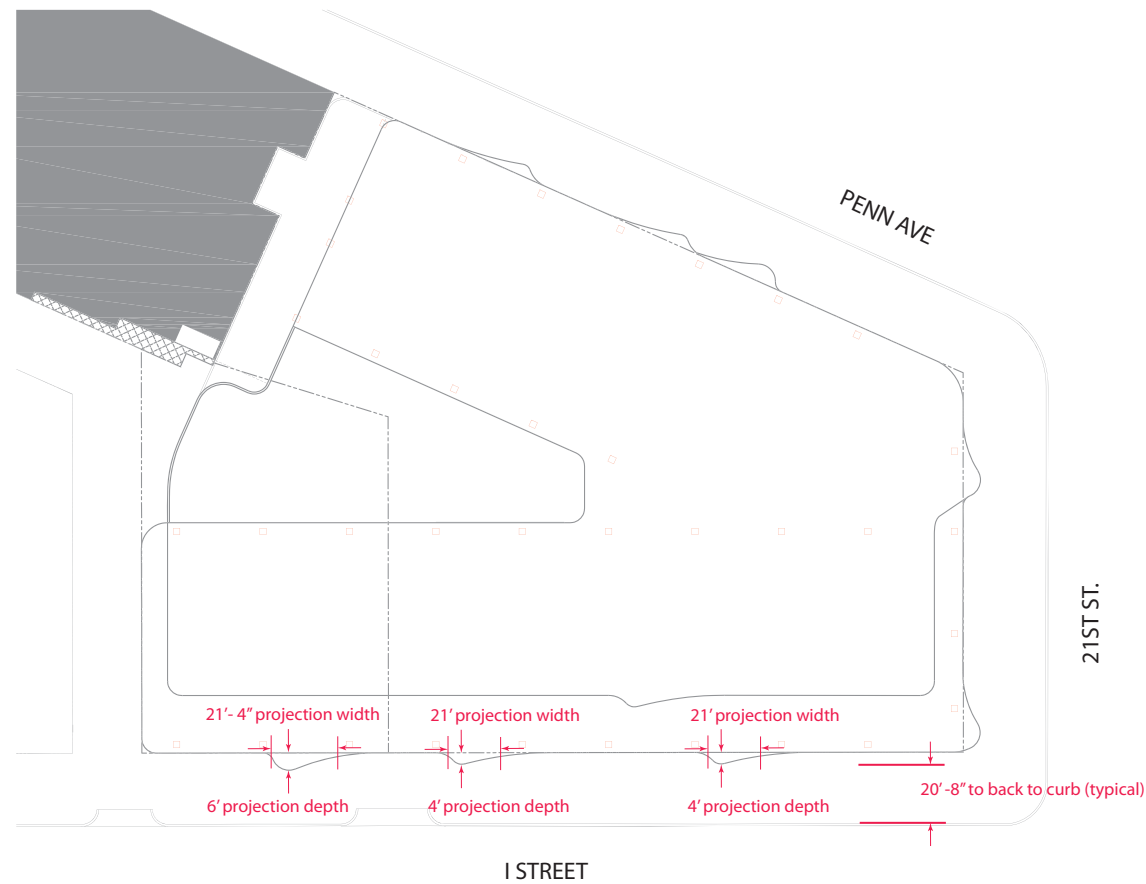 PENN AVE
21ST ST.
21'- 4" projection width
21' projection width
21' projection width
6' projection depth
4' projection depth
4' projection depth
20'-8" to back to curb (typical)
I STREET